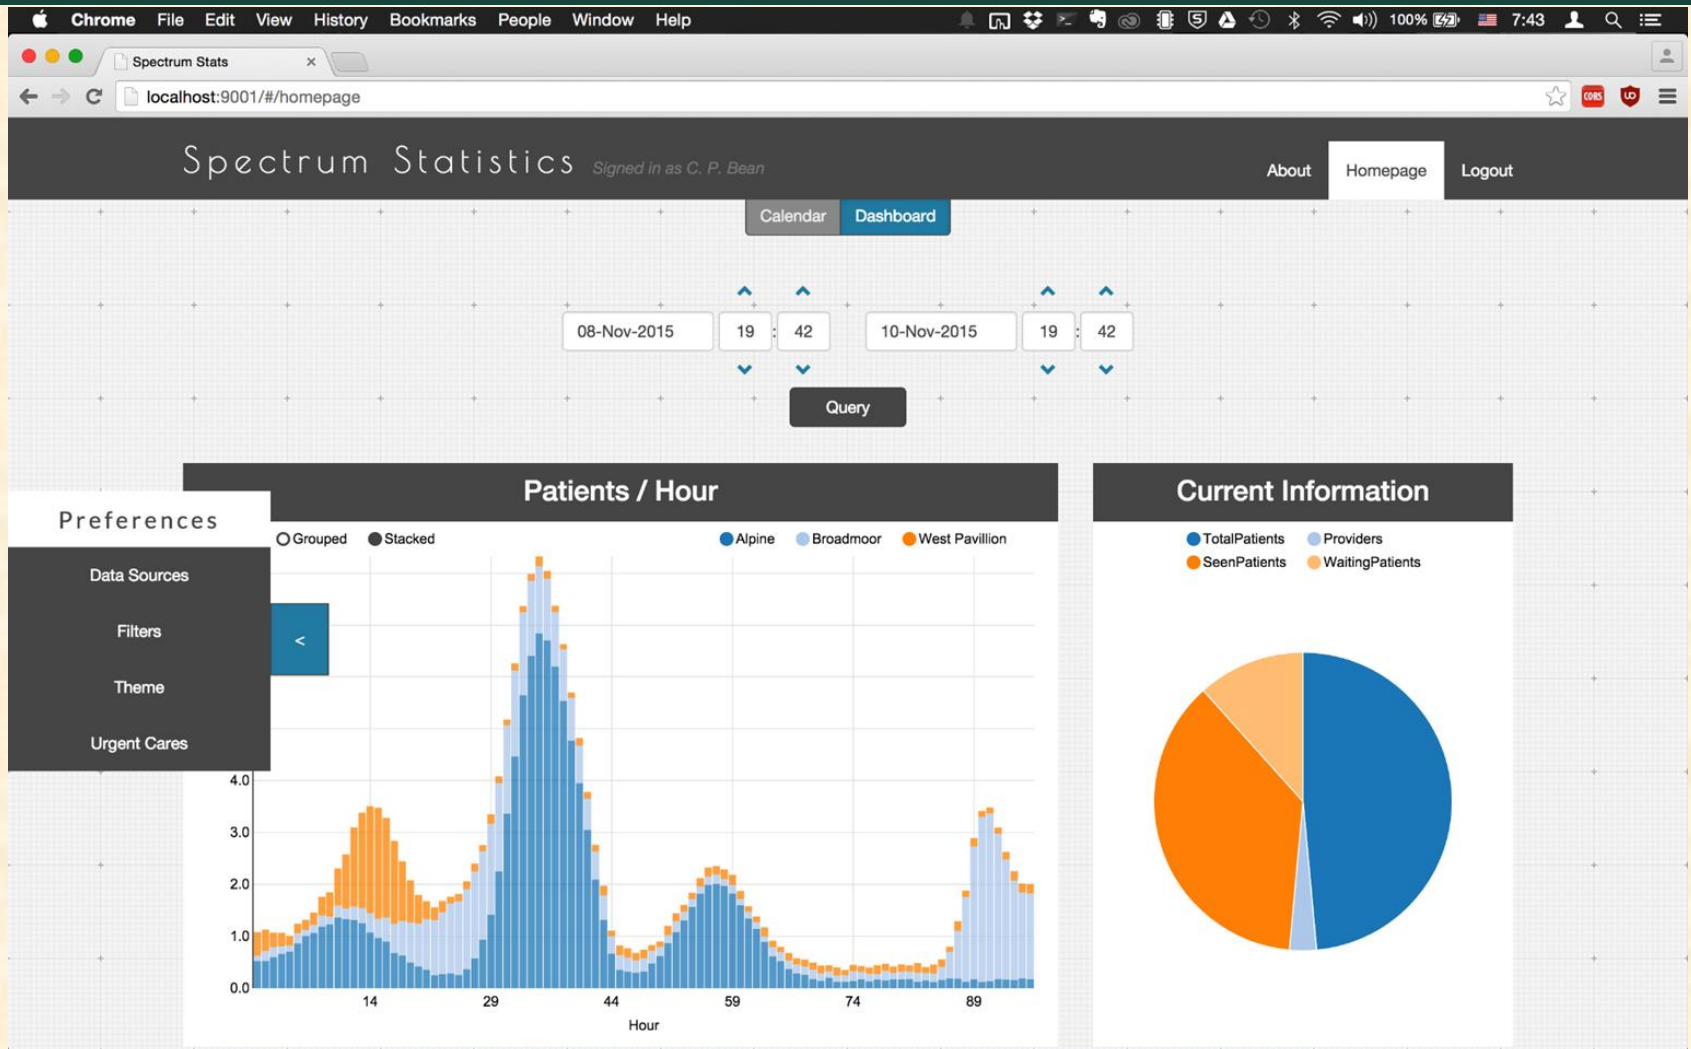 Chrome File Edit View History Bookmarks People Window Help 100% 7:43
Spectrum Stats
localhost:9001/#/homepage CORS
Spectrum Statistics Signed in as C. P. Bean About Homepage Logout
Calendar Dashboard
08-Nov-2015 19 : 42 10-Nov-2015 19 : 42
Query
Patients / Hour
Current Information
Preferences
Data Sources
Filters
Theme
Urgent Cares
<
Grouped Stacked Alpine Broadmoor West Pavillion
4.0
3.0
2.0
1.0
0.0
14 29 44 59 74 89
Hour
TotalPatients Providers
SeenPatients WaitingPatients